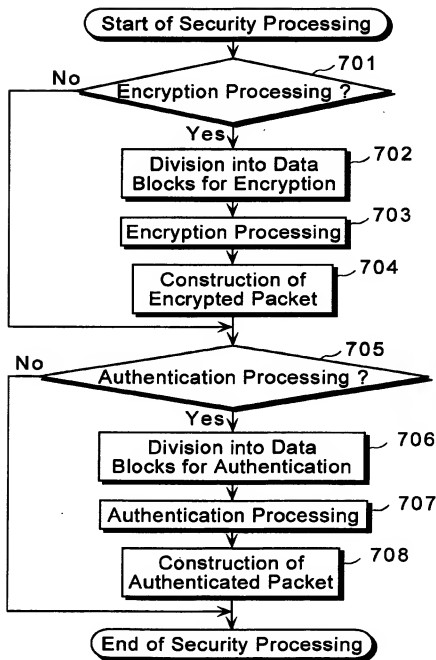 Start of Security Processing
701
No
Encryption Processing ?
Yes
702
Division into Data
Blocks for Encryption
703
Encryption Processing
704
Construction of
Encrypted Packet
705
No
Authentication Processing ?
Yes
706
Division into Data
Blocks for Authentication
707
Authentication Processing
708
Construction of
Authenticated Packet
End of Security Processing